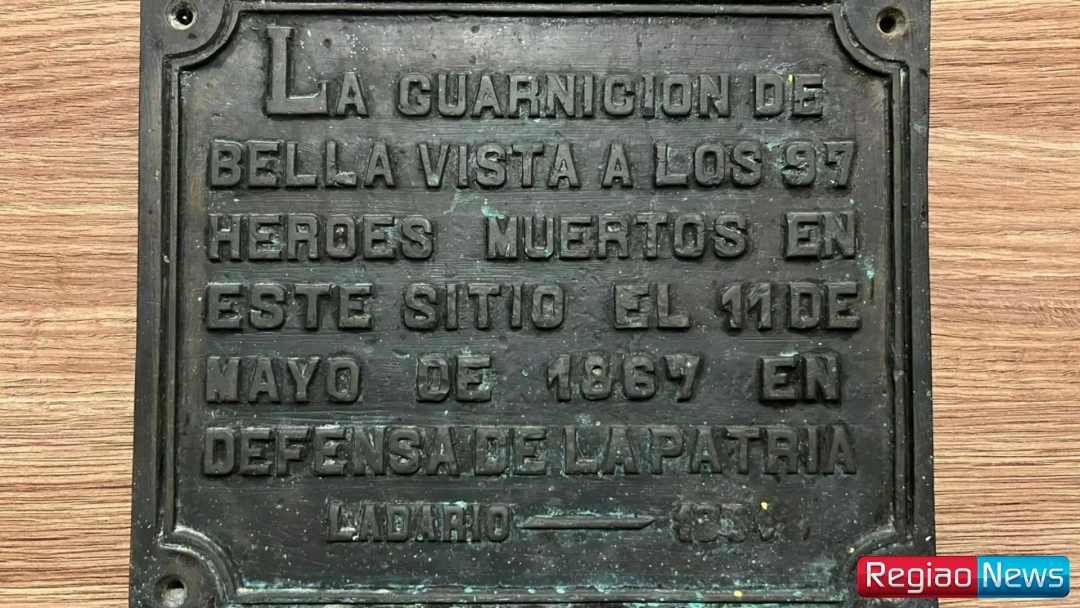 LA GUARNICION DE
BELLA VISTA A LOS 97
HEROES MUERTOS EN
ESTE SITIO EL 11 DE
MAYO DE 1867 EN
DEFENSA DE LA PATRIA
LADARIO
Regiao News